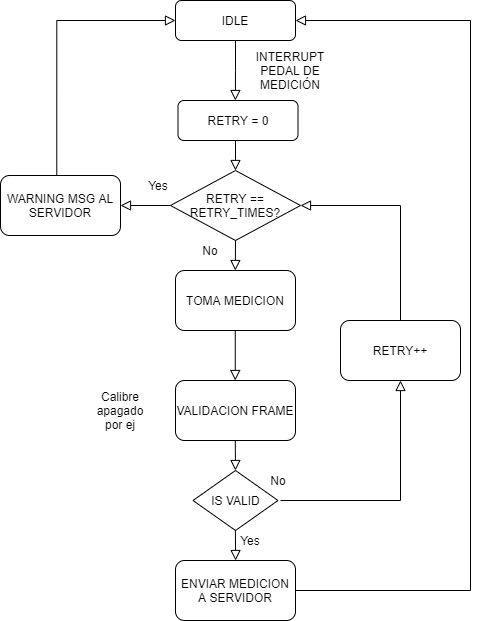 IDLE
INTERRUPT
PEDAL DE
MEDICIÓN
RETRY = 0
Yes
WARNING MSG AL
SERVIDOR
RETRY ==
RETRY_TIMES?
No
TOMA MEDICION
RETRY++
Calibre
apagado
por ej
VALIDACION FRAME
No
IS VALID
Yes
ENVIAR MEDICION
A SERVIDOR